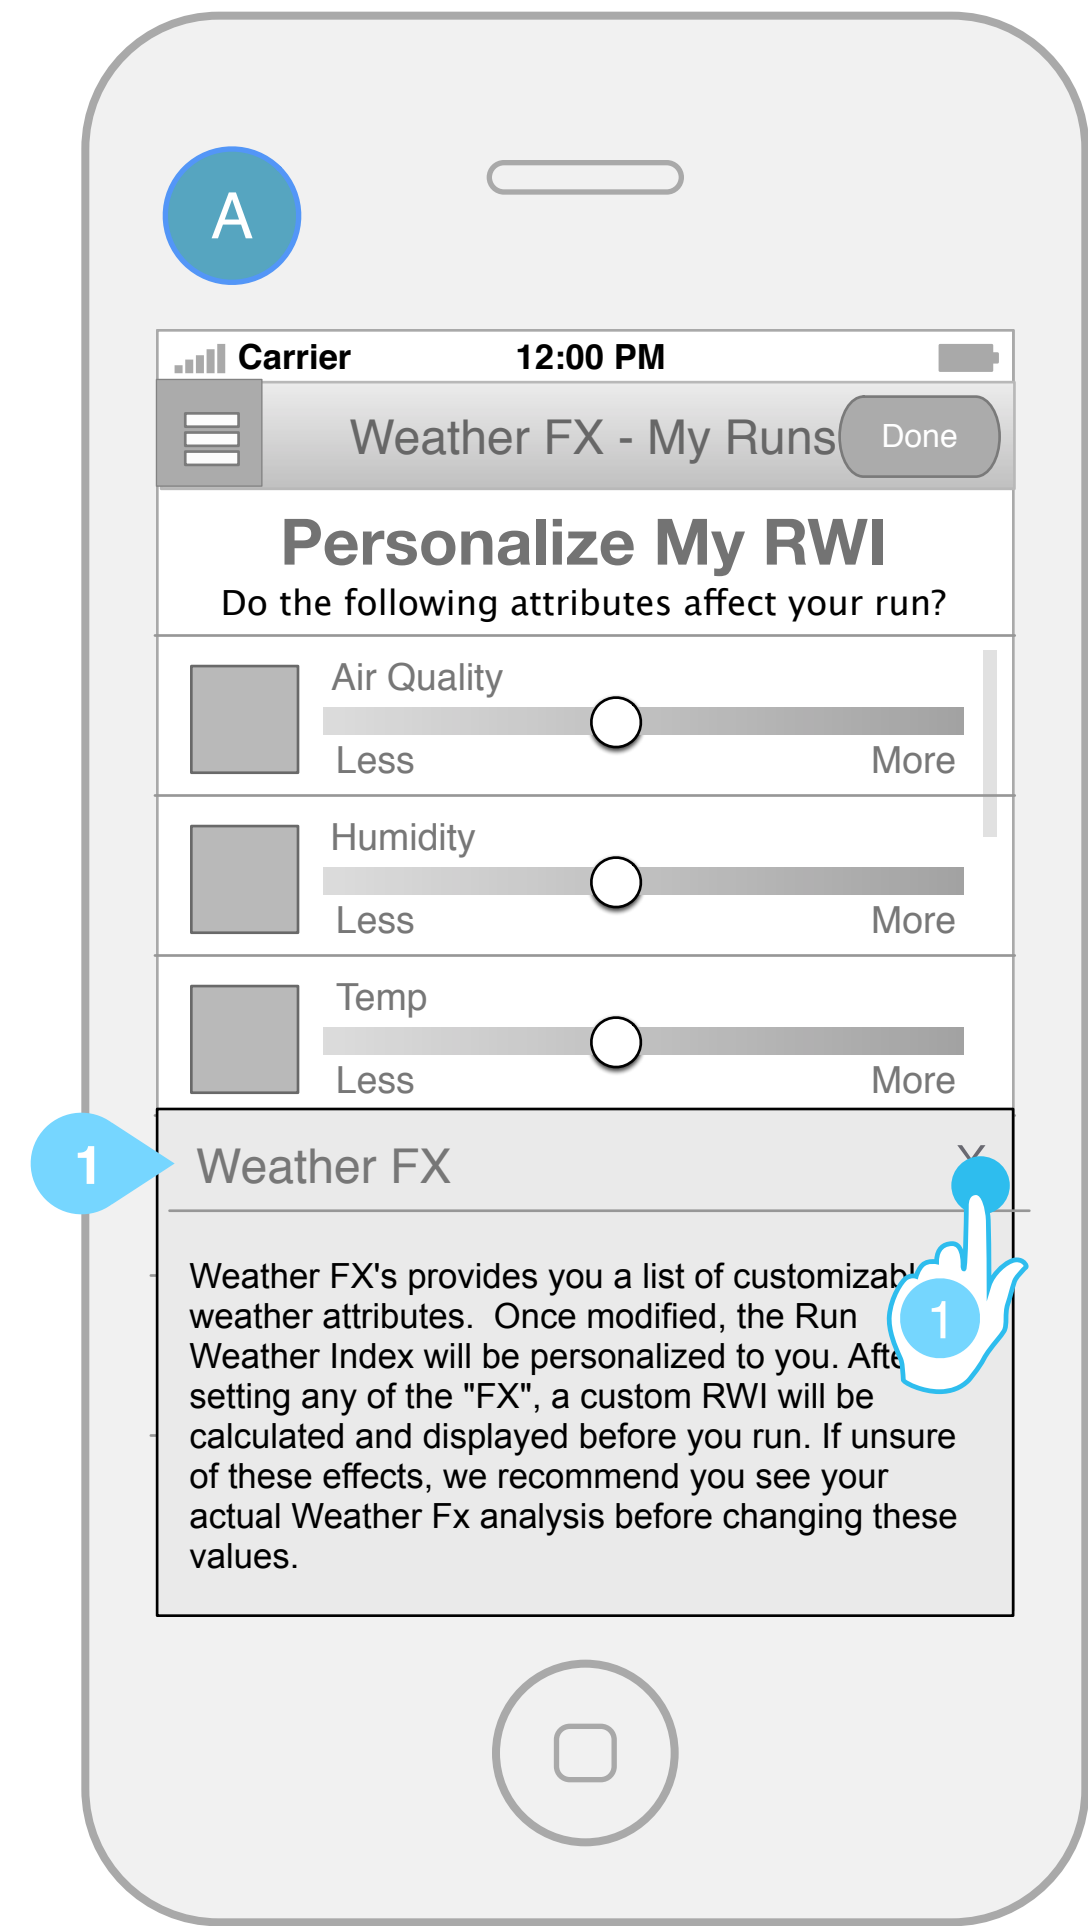 A
Carrier 12:00 PM
Weather FX - My Runs Done
Personalize My RWI
Do the following attributes affect your run?
Air Quality
Less More
Humidity
Less More
Temp
Less More
1 Weather FX X
Weather FX's provides you a list of
weather attributes.  Once modified, the Run
1
Weather Index will be personalized to you.
setting any of the "FX", a custom RWI will be
calculated and displayed before you run. If unsure
of these effects, we recommend you see your
actual Weather Fx analysis before changing these
values.